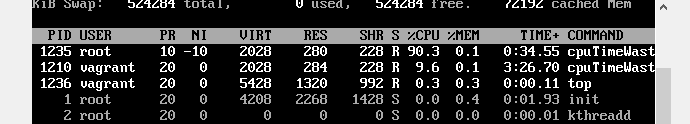 KiB Swap: 524284 total, 0 used, 524284 free. 72192 cached Mem
PID USER PR NI VIRT RES SHR S %CPU %MEM TIME+ COMMAND
1235 root 10 -10 2028 280 228 R 90.3 0.1 0:34.55 cpuTimeWast
1210 vagrant 20 0 2028 284 228 R 9.6 0.1 3:26.70 cpuTimeWast
1236 vagrant 20 0 5428 1320 992 R 0.3 0.3 0:00.11 top
1 root 20 0 4208 2268 1428 S 0.0 0.4 0:01.93 init
2 root 20 0 0 0 0 S 0.0 0.0 0:00.01 kthreadd